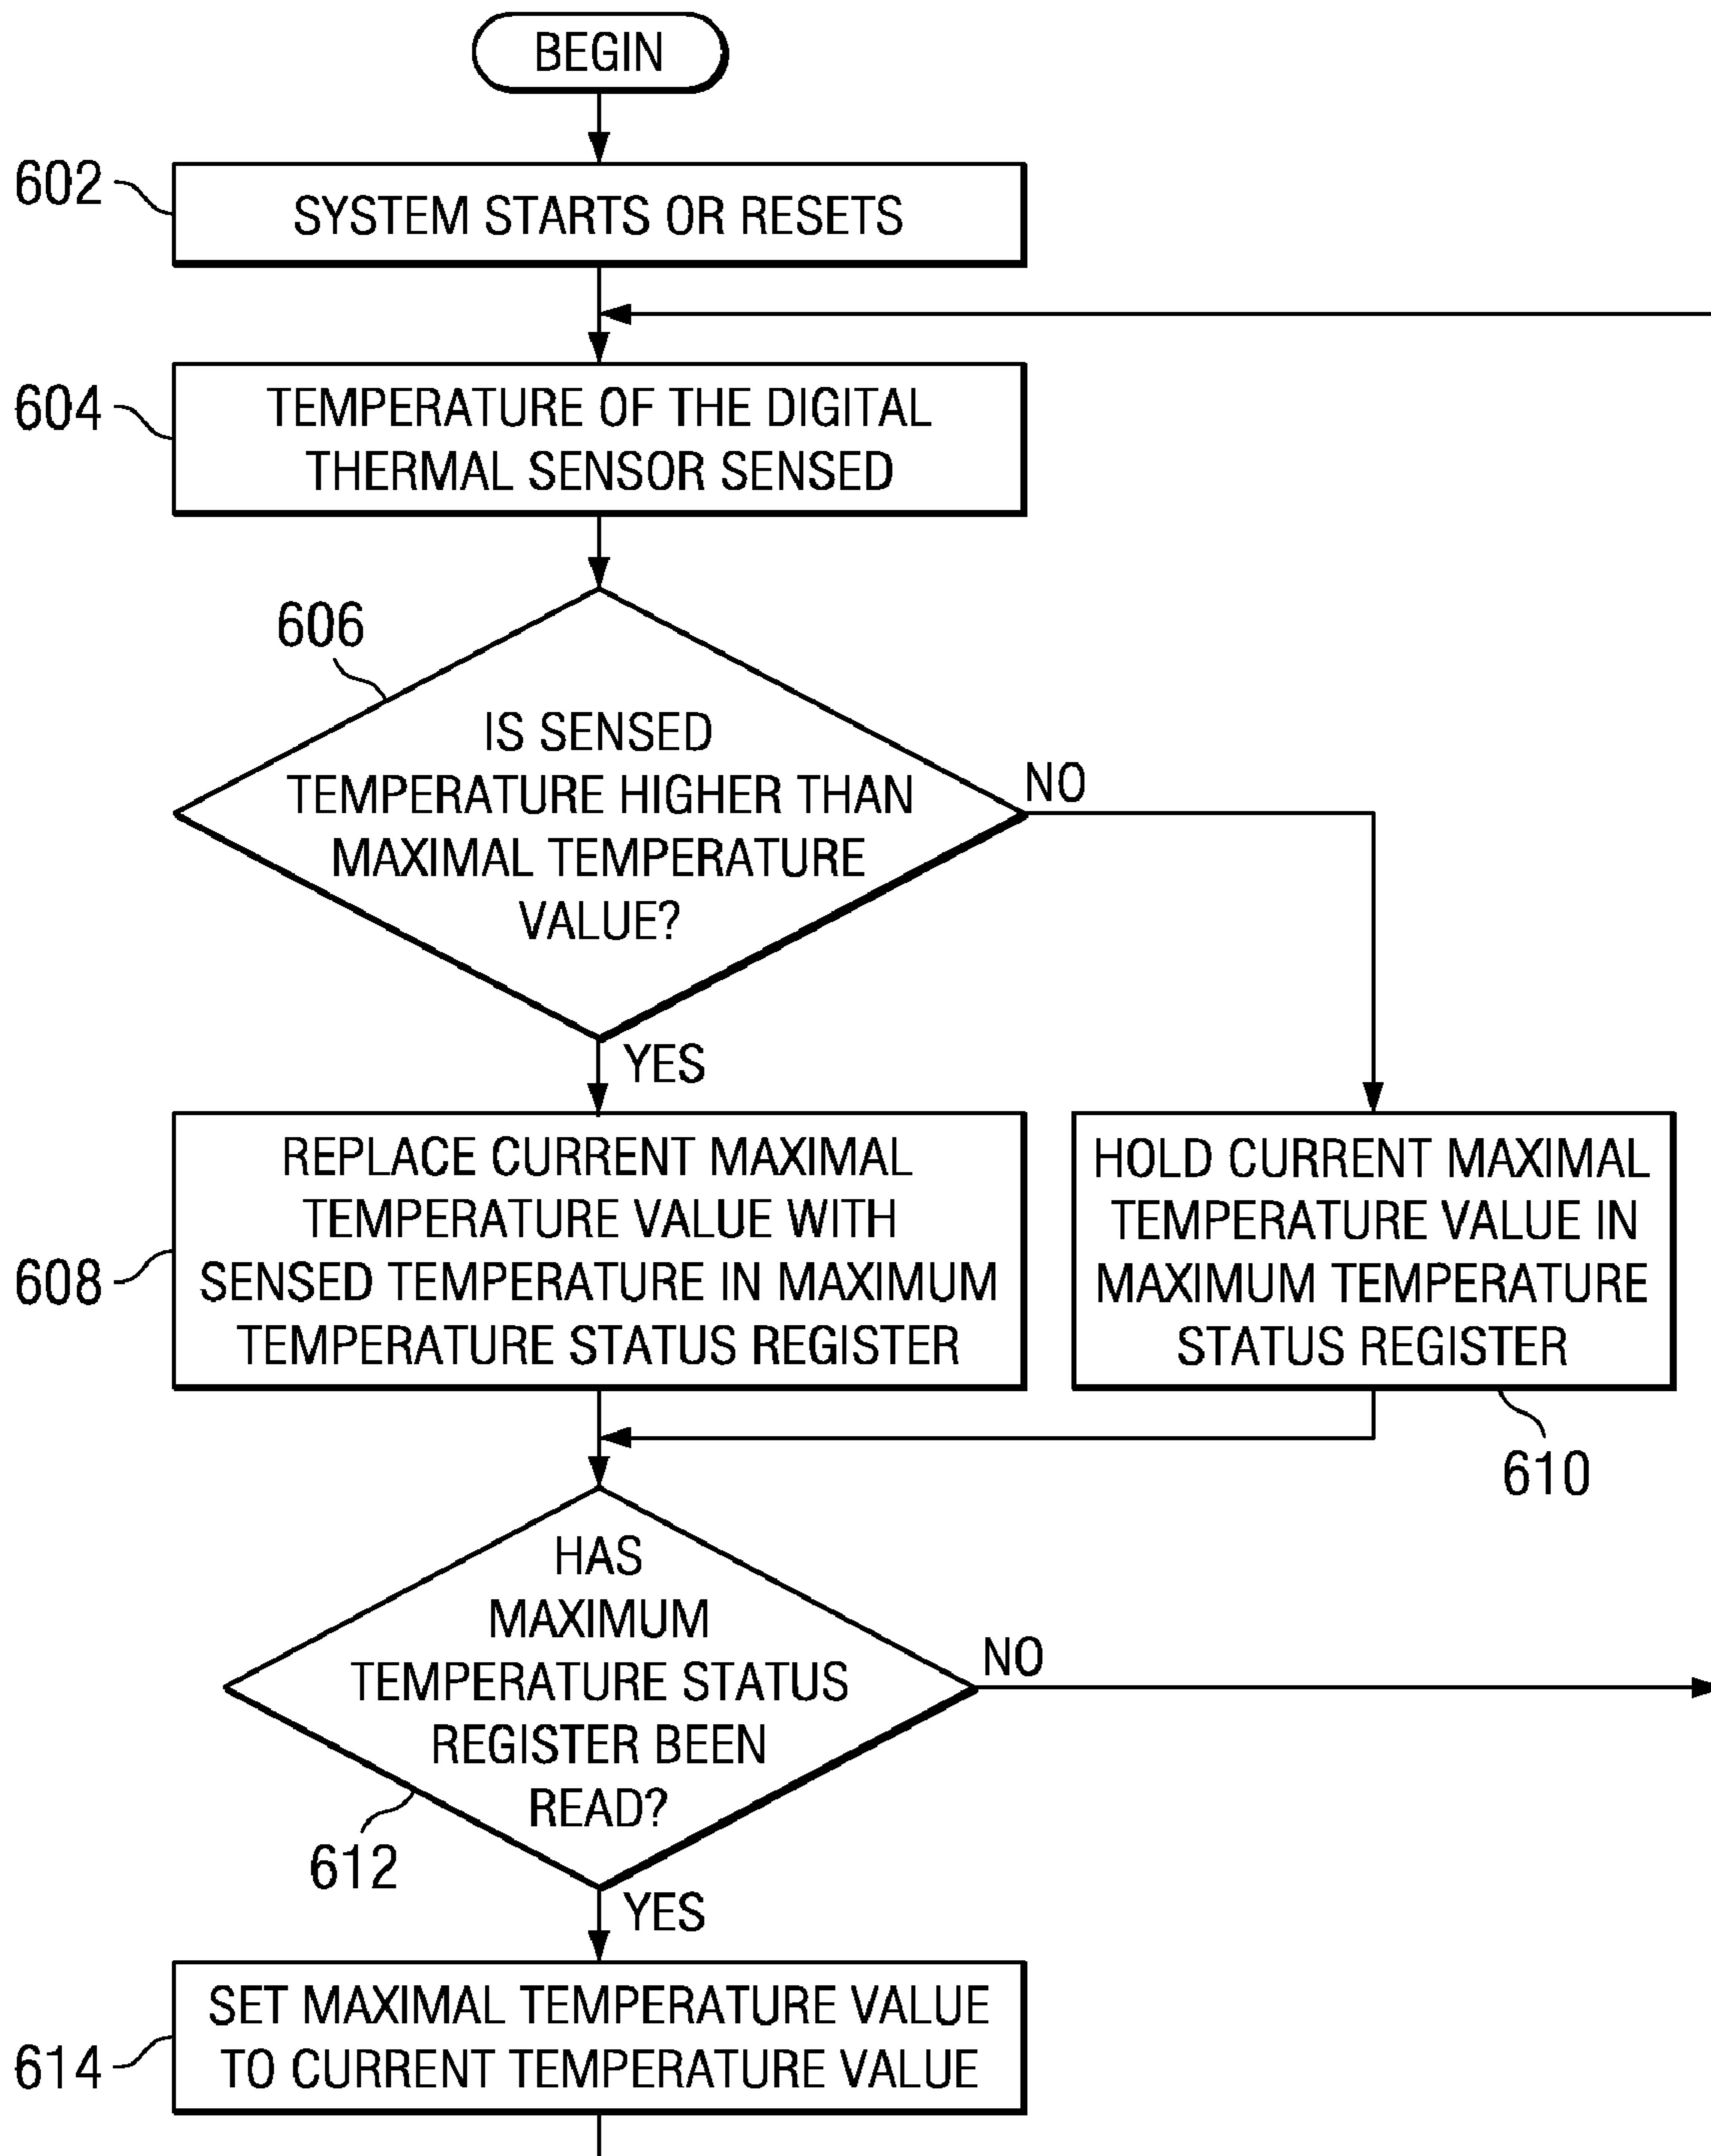 BEGIN
602
SYSTEM STARTS OR RESETS
604
TEMPERATURE OF THE DIGITAL
THERMAL SENSOR SENSED
606
IS SENSED
TEMPERATURE HIGHER THAN
MAXIMAL TEMPERATURE
VALUE?
NO
YES
608
REPLACE CURRENT MAXIMAL
TEMPERATURE VALUE WITH
SENSED TEMPERATURE IN MAXIMUM
TEMPERATURE STATUS REGISTER
HOLD CURRENT MAXIMAL
TEMPERATURE VALUE IN
MAXIMUM TEMPERATURE
STATUS REGISTER
610
HAS
MAXIMUM
TEMPERATURE STATUS
REGISTER BEEN
READ?
NO
612
YES
614
SET MAXIMAL TEMPERATURE VALUE
TO CURRENT TEMPERATURE VALUE